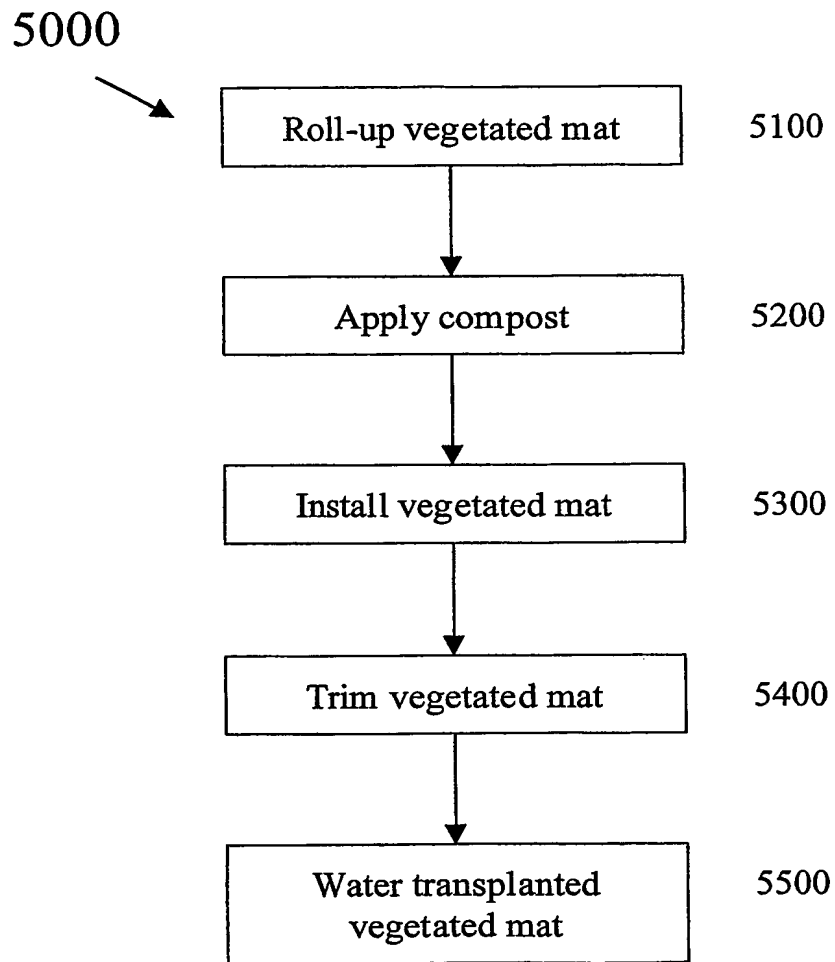 5000
Roll-up vegetated mat 5100
Apply compost 5200
Install vegetated mat 5300
Trim vegetated mat 5400
Water transplanted 5500
vegetated mat